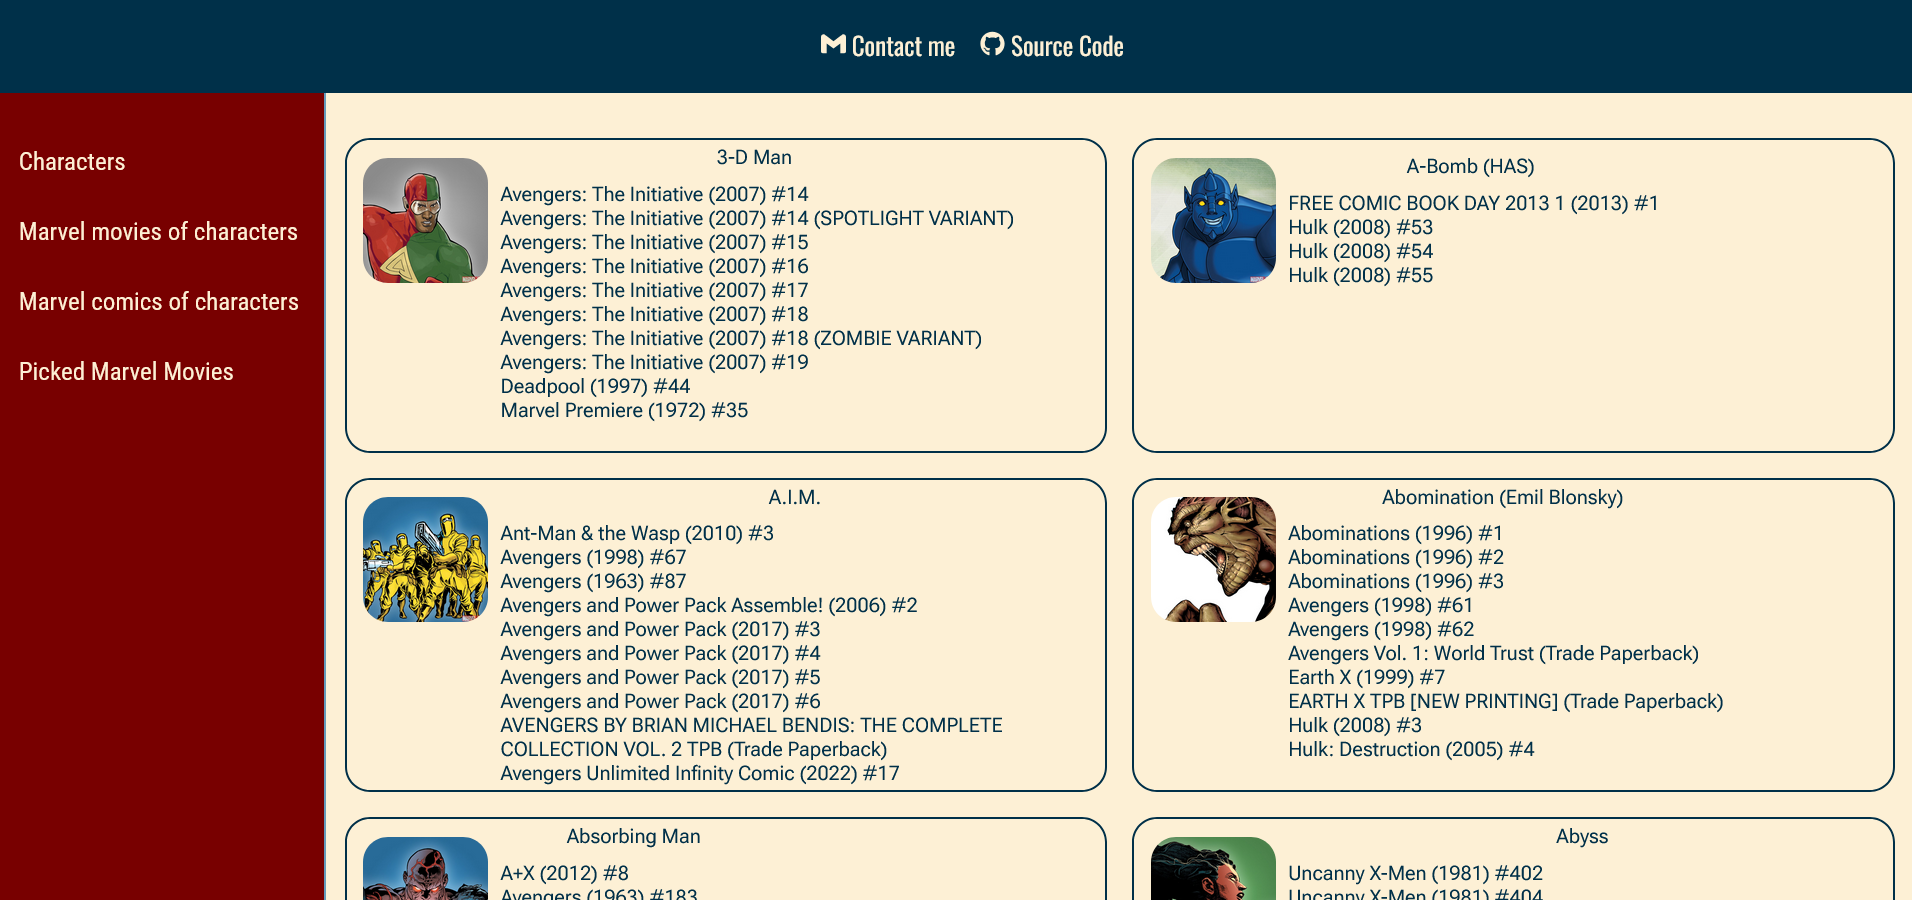 Contact me
Source Code
Characters
Marvel movies of characters
Marvel comics of characters
Picked Marvel Movies
3-D Man
Avengers: The Initiative (2007) #14
Avengers: The Initiative (2007) #14 (SPOTLIGHT VARIANT)
Avengers: The Initiative (2007) #15
Avengers: The Initiative (2007) #16
Avengers: The Initiative (2007) #17
Avengers: The Initiative (2007) #18
Avengers: The Initiative (2007) #18 (ZOMBIE VARIANT)
Avengers: The Initiative (2007) #19
Deadpool (1997) #44
Marvel Premiere (1972) #35
A-Bomb (HAS)
FREE COMIC BOOK DAY 2013 1 (2013) #1
Hulk (2008) #53
Hulk (2008) #54
Hulk (2008) #55
A.I.M.
Ant-Man & the Wasp (2010) #3
Avengers (1998) #67
Avengers (1963) #87
Avengers and Power Pack Assemble! (2006) #2
Avengers and Power Pack (2017) #3
Avengers and Power Pack (2017) #4
Avengers and Power Pack (2017) #5
Avengers and Power Pack (2017) #6
AVENGERS BY BRIAN MICHAEL BENDIS: THE COMPLETE
COLLECTION VOL. 2 TPB (Trade Paperback)
Avengers Unlimited Infinity Comic (2022) #17
Abomination (Emil Blonsky)
Abominations (1996) #1
Abominations (1996) #2
Abominations (1996) #3
Avengers (1998) #61
Avengers (1998) #62
Avengers Vol. 1: World Trust (Trade Paperback)
Earth X (1999) #7
EARTH X TPB [NEW PRINTING] (Trade Paperback)
Hulk (2008) #3
Hulk: Destruction (2005) #4
Absorbing Man
A+X (2012) #8
Avengers (1963) #183
Abyss
Uncanny X-Men (1981) #402
Uncanny X-Men (1981) #404